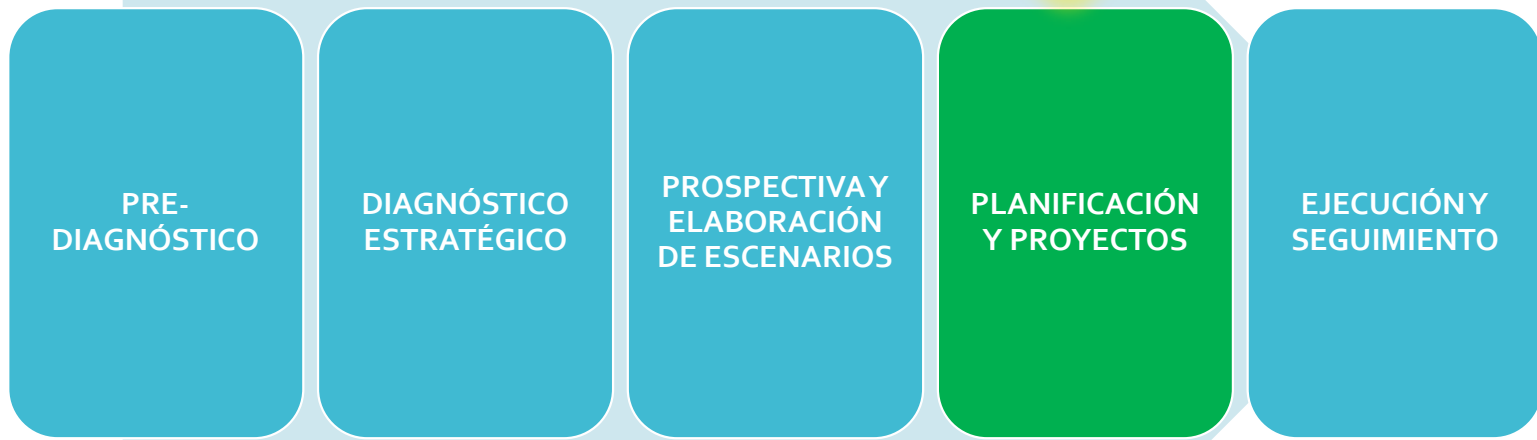 PRE-
DIAGNÓSTICO
DIAGNÓSTICO
ESTRATÉGICO
PROSPECTIVA Y
ELABORACIÓN
DE ESCENARIOS
PLANIFICACIÓN
Y PROYECTOS
EJECUCIÓN Y
SEGUIMIENTO